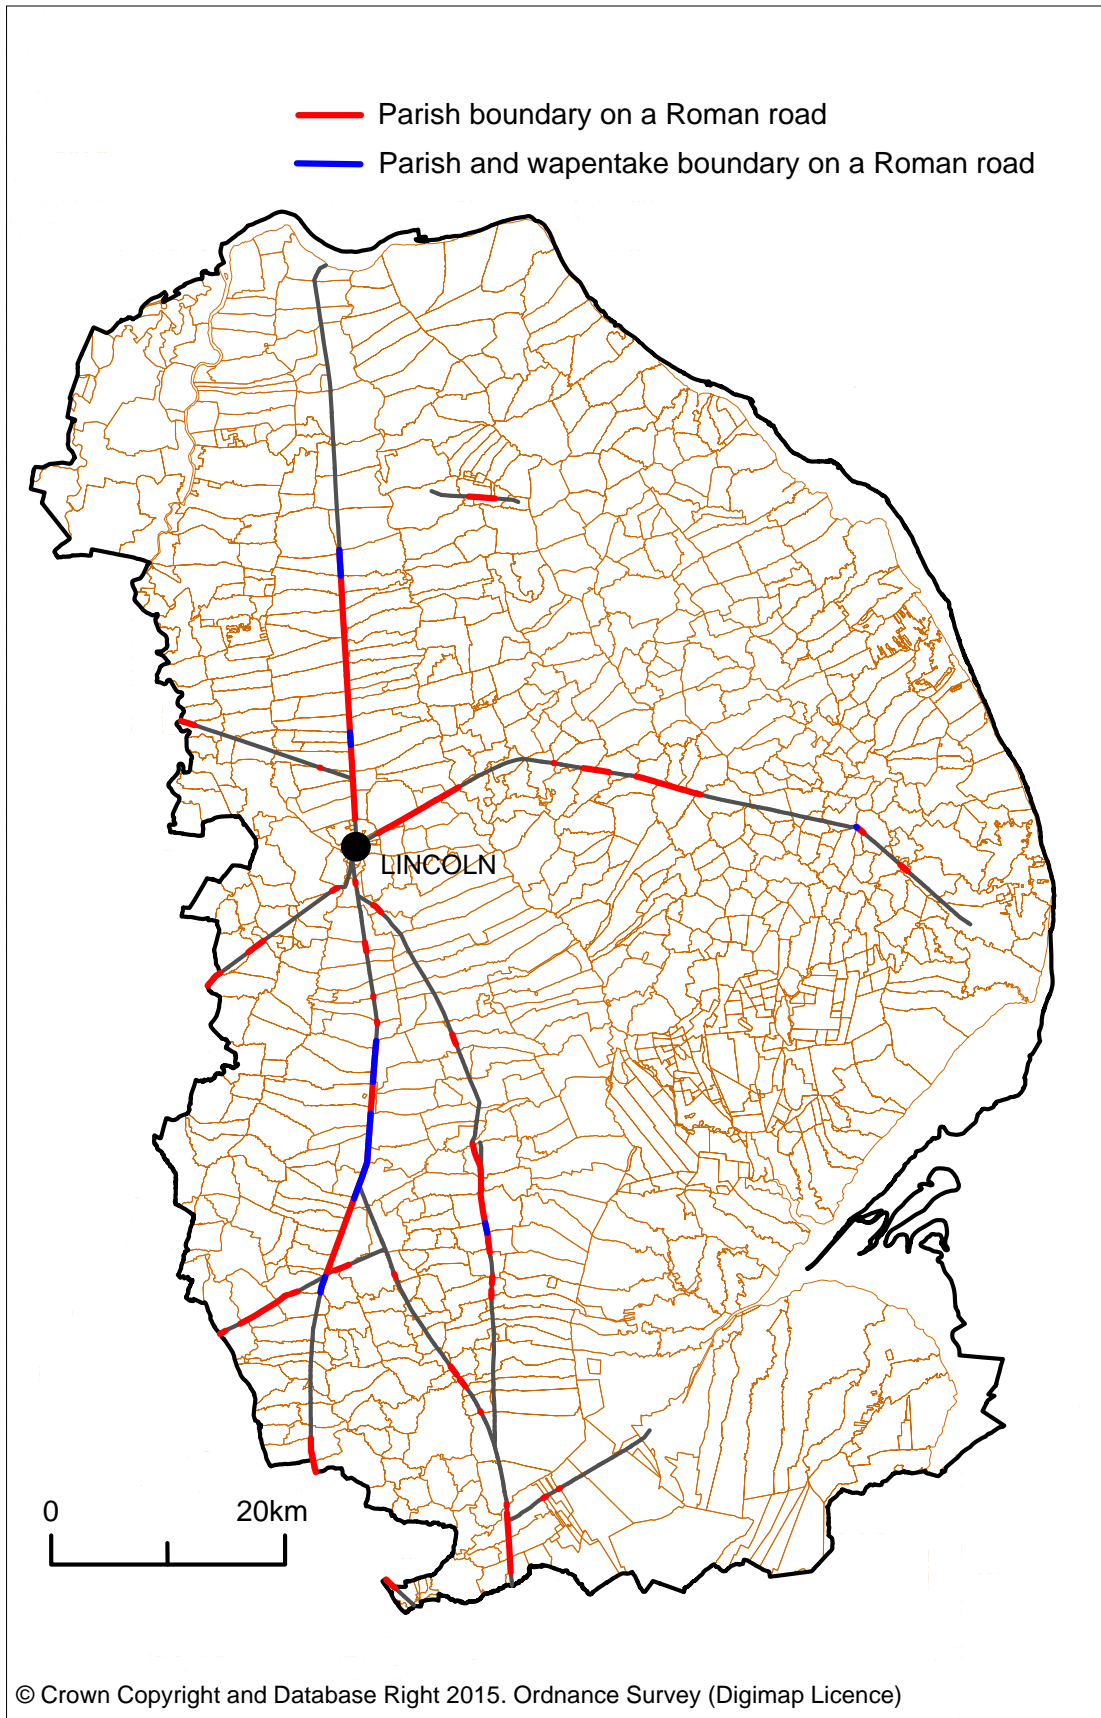 Parish boundary on a Roman road
Parish and wapentake boundary on a Roman road
LINCOLN
0 20km
© Crown Copyright and Database Right 2015. Ordnance Survey (Digimap Licence)